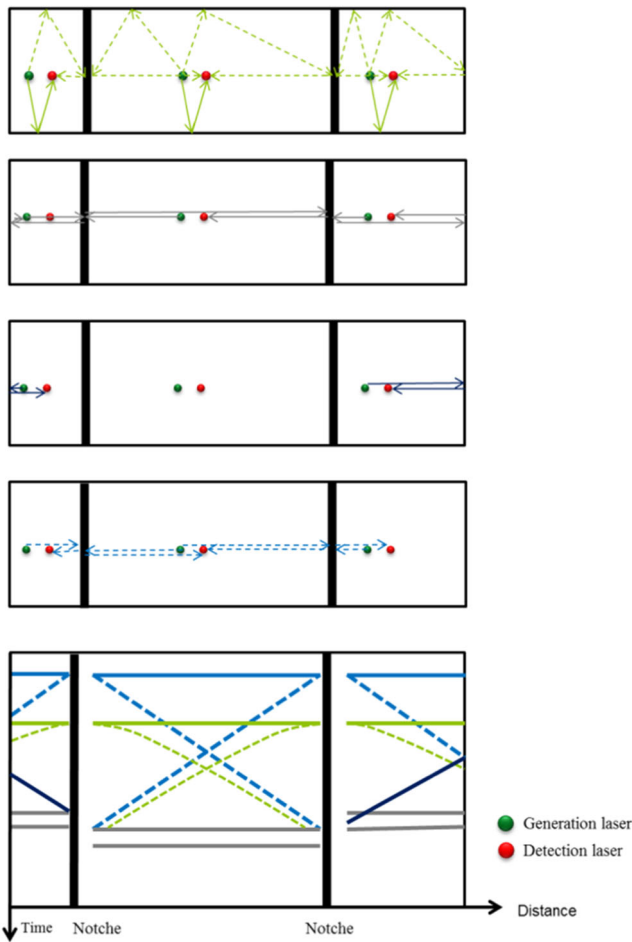 Generation laser
Detection laser
Distance
Time
Notche
Notche